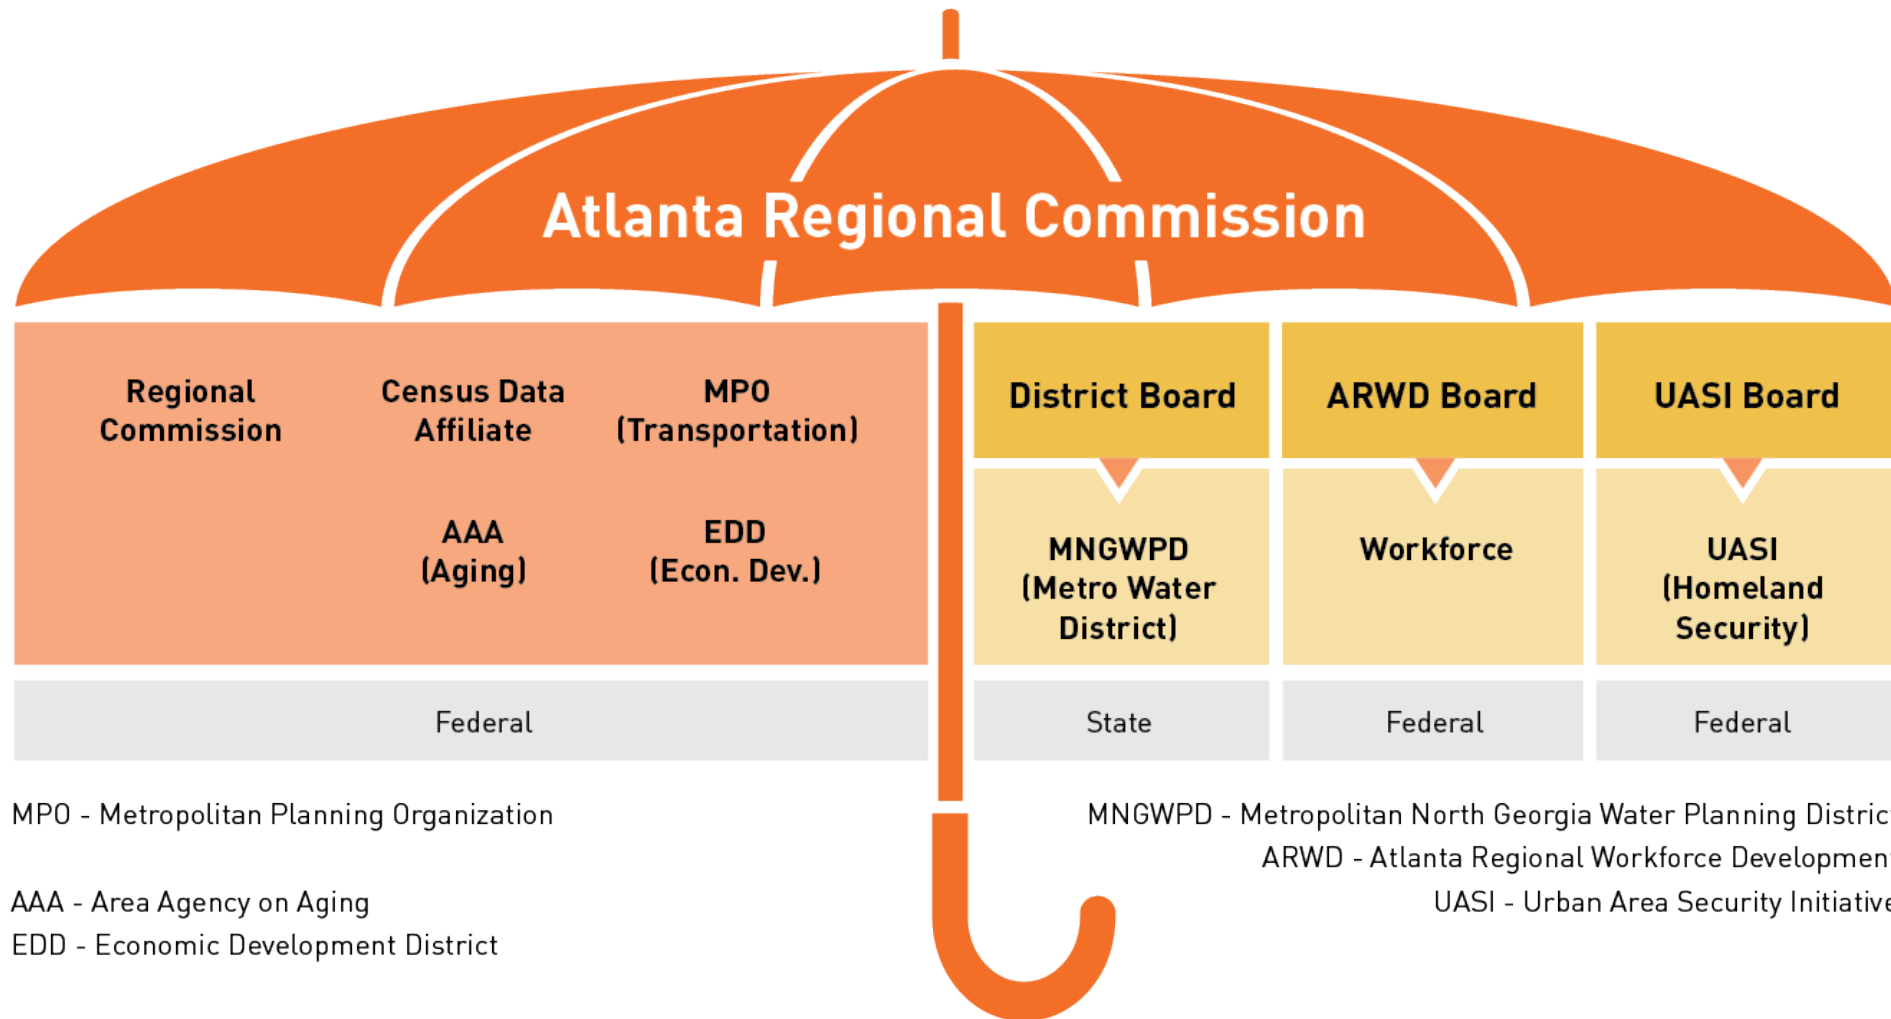 Atlanta Regional Commission
Regional
Commission
Census Data
Affiliate
MPO
(Transportation)
AAA
(Aging)
EDD
(Econ. Dev.)
District Board
ARWD Board
UASI Board
MNGWPD
(Metro Water
District)
Workforce
UASI
(Homeland
Security)
Federal
State
Federal
Federal
MPO - Metropolitan Planning Organization
AAA - Area Agency on Aging
EDD - Economic Development District
MNGWPD - Metropolitan North Georgia Water Planning District
ARWD - Atlanta Regional Workforce Development
UASI - Urban Area Security Initiative